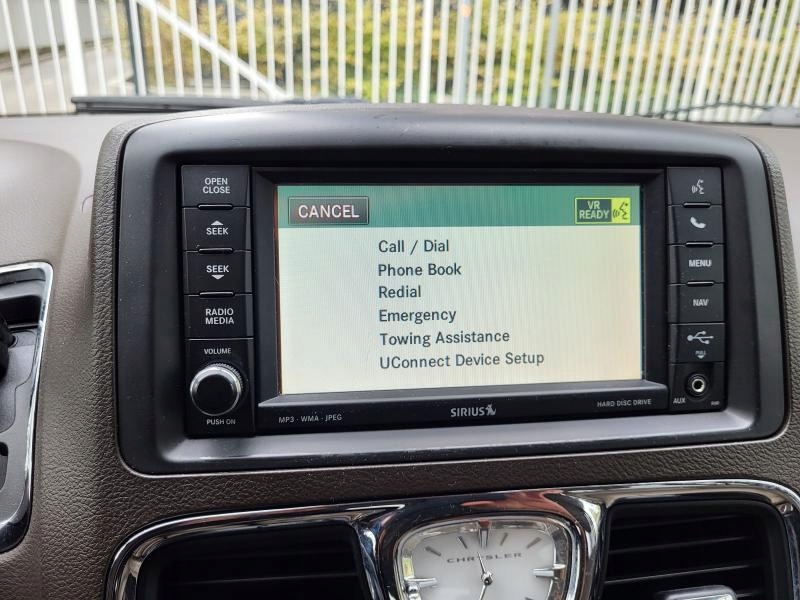 OPEN
CLOSE
SEEK
SEEK
RADIO
MEDIA
VOLUME
PUSH ON
CANCEL
VR
READY
Call / Dial
Phone Book
Redial
Emergency
Towing Assistance
UConnect Device Setup
MP3 · WMA · JPEG
SIRIUS
HARD DISC DRIVE
MENU
NAV
PULL
AUX
CHRYSLER